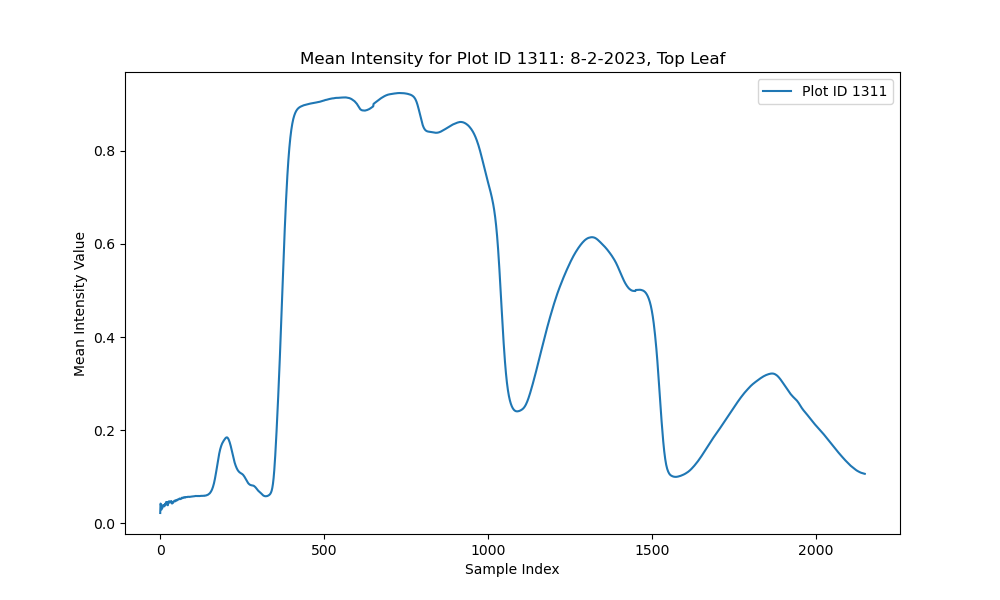 Mean Intensity for Plot ID 1311: 8-2-2023, Top Leaf
Plot ID 1311
Mean Intensity Value
0.8
0.6
0.4
0.2
0.0
0 500 1000 1500 2000
Sample Index